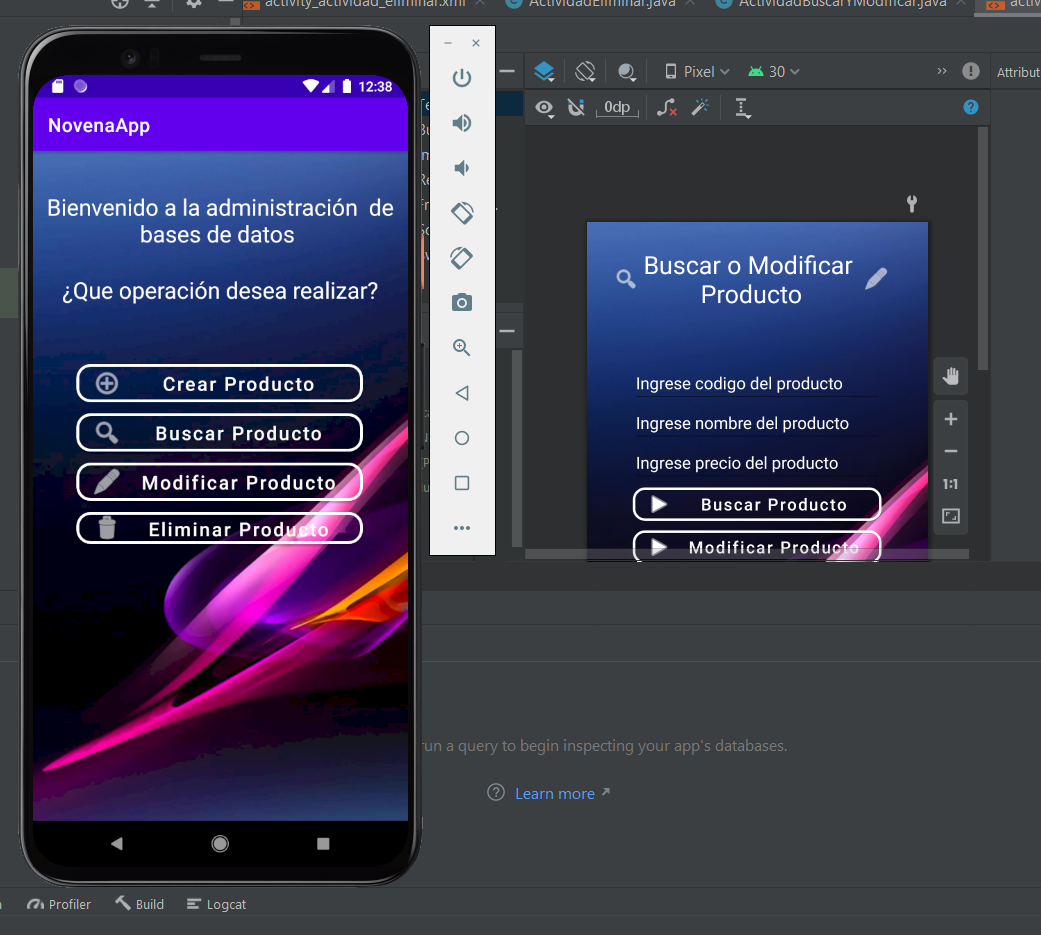 activity_actividad_eliminar.xml
ActividadEliminar.java
ActividadBuscarYModificar.java
12:38
NovenaApp
Bienvenido a la administración de
bases de datos
¿Que operación desea realizar?
Crear Producto
Buscar Producto
Modificar Producto
Eliminar Producto
Pixel
30
Attribut
0dp
Buscar o Modificar
Producto
Ingrese codigo del producto
Ingrese nombre del producto
Ingrese precio del producto
Buscar Producto
Modificar Producto
1:1
run a query to begin inspecting your app's databases.
Learn more
Profiler
Build
Logcat